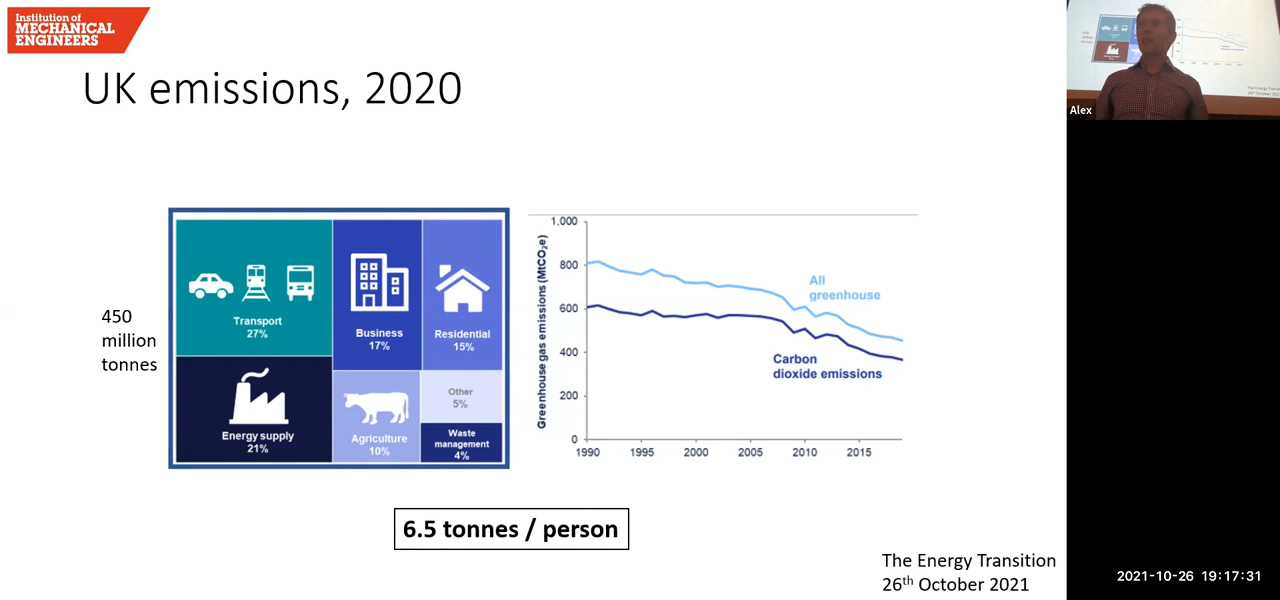 Institution of
MECHANICAL
ENGINEERS
UK emissions, 2020
450
million
tonnes
Transport
27%
Business
17%
Residential
15%
Energy supply
21%
Agriculture
10%
Other
5%
Waste
management
4%
Greenhouse gas emissions (MtCO₂e)
1,000
800
600
400
200
0
1990
1995
2000
2005
2010
2015
All
greenhouse
Carbon
dioxide emissions
6.5 tonnes / person
The Energy Transition
26th October 2021
Alex
2021-10-26 19:17:31